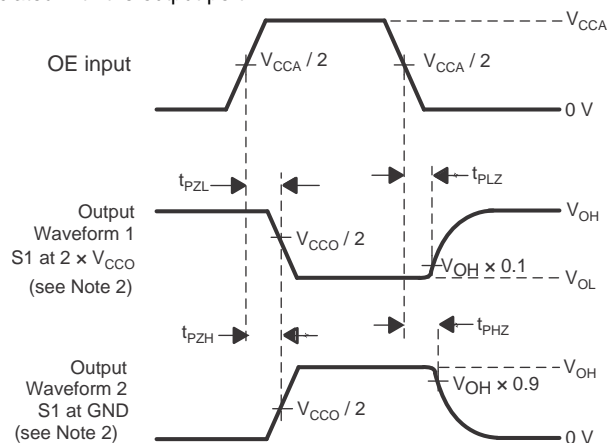 V_CCA
OE input
V_CCA / 2
V_CCA / 2
0 V
t_PZL
t_PLZ
Output
Waveform 1
S1 at 2 × V_CCO
(see Note 2)
V_OH
V_CCO / 2
V_OH × 0.1
V_OL
t_PZH
t_PHZ
Output
Waveform 2
S1 at GND
(see Note 2)
V_OH
V_OH × 0.9
V_CCO / 2
0 V